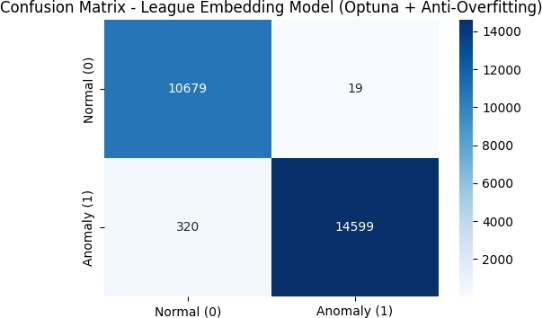 Confusion Matrix - League Embedding Model (Optuna + Anti-Overfitting)
Normal (0)
10679
19
Anomaly (1)
320
14599
Normal (0)
Anomaly (1)
14000
12000
10000
8000
6000
4000
2000